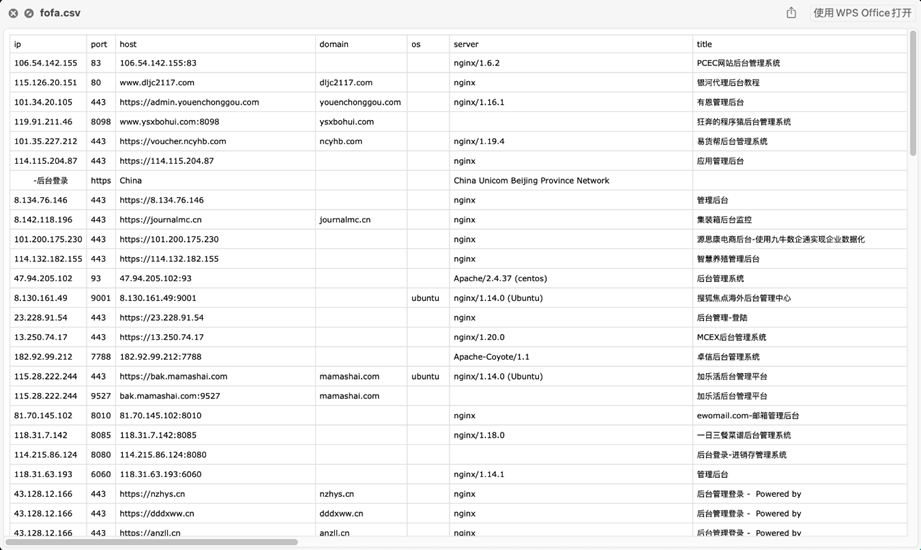 fofa.csv 使用 WPS Office 打开
ip port host domain os server title
106.54.142.155 83 106.54.142.155:83 nginx/1.6.2 PCEC网站后台管理系统
115.126.20.151 80 www.dljc2117.com dljc2117.com nginx 银河代理后台教程
101.34.20.105 443 https://admin.youenchonggou.com youenchonggou.com nginx/1.16.1 有恩管理后台
119.91.211.46 8098 www.ysxbohui.com:8098 ysxbohui.com 狂奔的程序猿后台管理系统
101.35.227.212 443 https://voucher.ncyhb.com ncyhb.com nginx/1.19.4 易货帮后台管理系统
114.115.204.87 443 https://114.115.204.87 nginx 应用管理后台
-后台登录 https China China Unicom Beijing Province Network
8.134.76.146 443 https://8.134.76.146 nginx 管理后台
8.142.118.196 443 https://journalmc.cn journalmc.cn nginx 集装箱后台监控
101.200.175.230 443 https://101.200.175.230 nginx 源思康电商后台-使用九牛数企通实现企业数据化
114.132.182.155 443 https://114.132.182.155 nginx 智慧养殖管理后台
47.94.205.102 93 47.94.205.102:93 Apache/2.4.37 (centos) 后台管理系统
8.130.161.49 9001 8.130.161.49:9001 ubuntu nginx/1.14.0 (Ubuntu) 搜狐焦点海外后台管理中心
23.228.91.54 443 https://23.228.91.54 nginx 后台管理-登陆
13.250.74.17 443 https://13.250.74.17 nginx/1.20.0 MCEX后台管理系统
182.92.99.212 7788 182.92.99.212:7788 Apache-Coyote/1.1 卓信后台管理系统
115.28.222.244 443 https://bak.mamashai.com mamashai.com ubuntu nginx/1.14.0 (Ubuntu) 加乐活后台管理平台
115.28.222.244 9527 bak.mamashai.com:9527 mamashai.com 加乐活后台管理平台
81.70.145.102 8010 81.70.145.102:8010 nginx ewomail.com-邮箱管理后台
118.31.7.142 8085 118.31.7.142:8085 nginx/1.18.0 一日三餐菜谱后台管理系统
114.215.86.124 8080 114.215.86.124:8080 后台登录-进销存管理系统
118.31.63.193 6060 118.31.63.193:6060 nginx/1.14.1 管理后台
43.128.12.166 443 https://nzhys.cn nzhys.cn nginx 后台管理登录 - Powered by
43.128.12.166 443 https://dddxww.cn dddxww.cn nginx 后台管理登录 - Powered by
43.128.12.166 443 https://anzll.cn anzll.cn nginx 后台管理登录 - Powered by